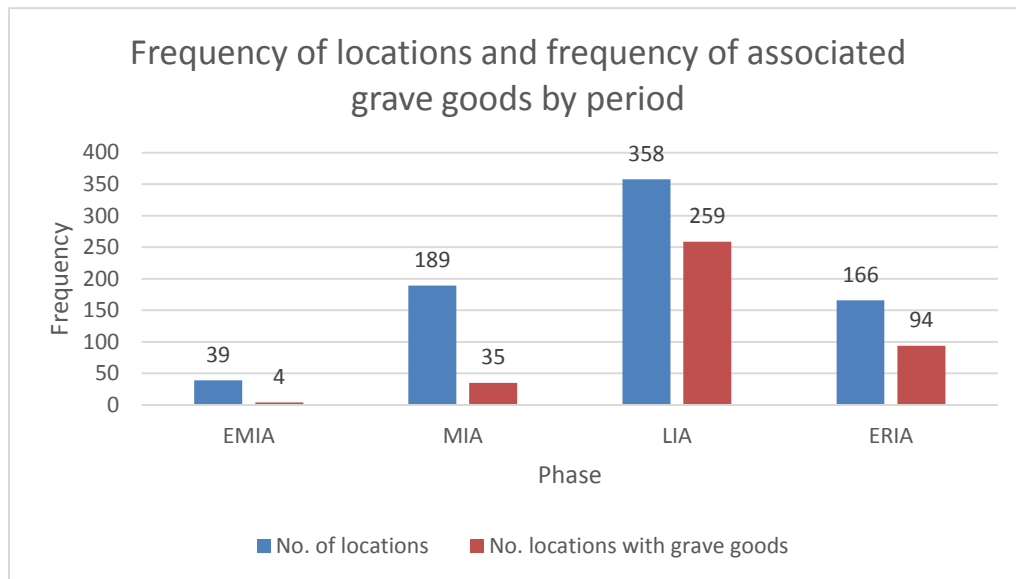 Frequency of locations and frequency of associated
grave goods by period
Frequency
400
350
300
250
200
150
100
50
0
39
4
189
35
358
259
166
94
EMIA
MIA
LIA
ERIA
Phase
No. of locations
No. locations with grave goods